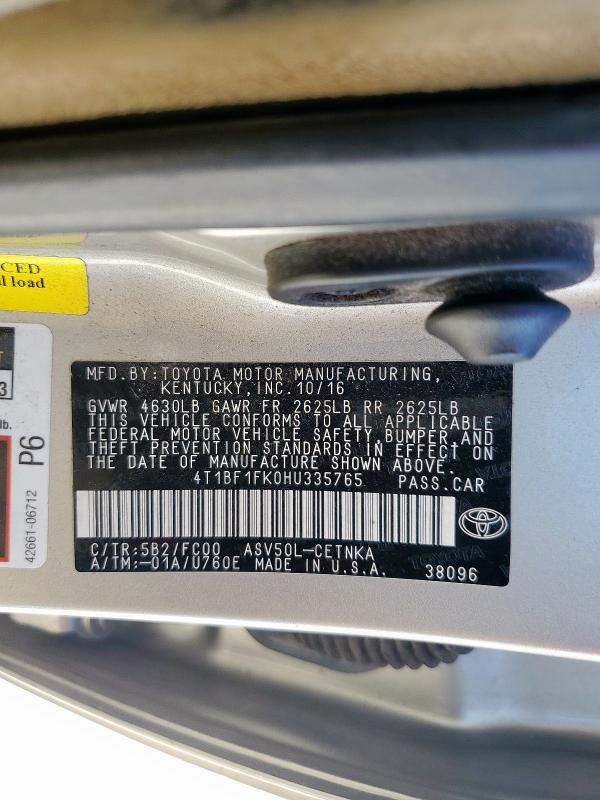 CED
l load
3
lb.
P6
42661-06712
MFD.BY:TOYOTA MOTOR MANUFACTURING,
KENTUCKY,INC.10/16
GVWR 4630LB GAWR FR 2625LB RR 2625LB
THIS VEHICLE CONFORMS TO ALL APPLICABLE
FEDERAL MOTOR VEHICLE SAFETY,BUMPER,AND
THEFT PREVENTION STANDARDS IN EFFECT ON
THE DATE OF MANUFACTURE SHOWN ABOVE.
4T1BF1FK0HU335765 PASS.CAR
C/TR:5B2/FC00 ASV50L-CETNKA
A/TM:-01A/U760E MADE IN U.S.A. 38096